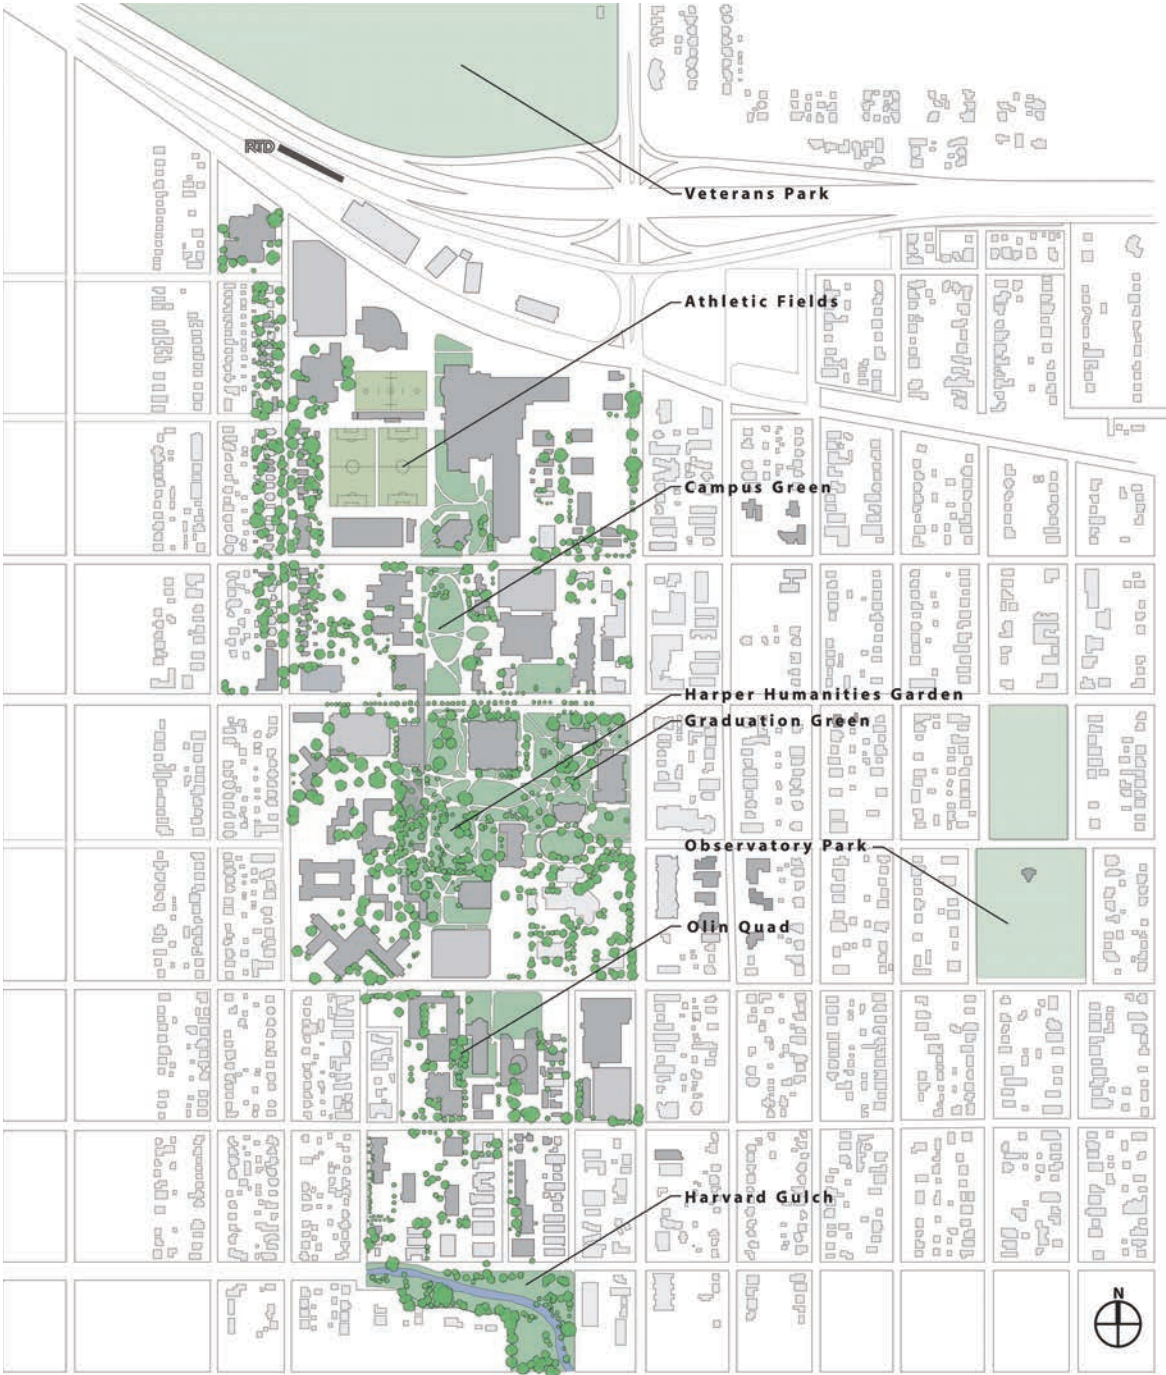 RTD
Veterans Park
Athletic Fields
Campus Green
Harper Humanities Garden
Graduation Green
Observatory Park
Olin Quad
Harvard Gulch
N